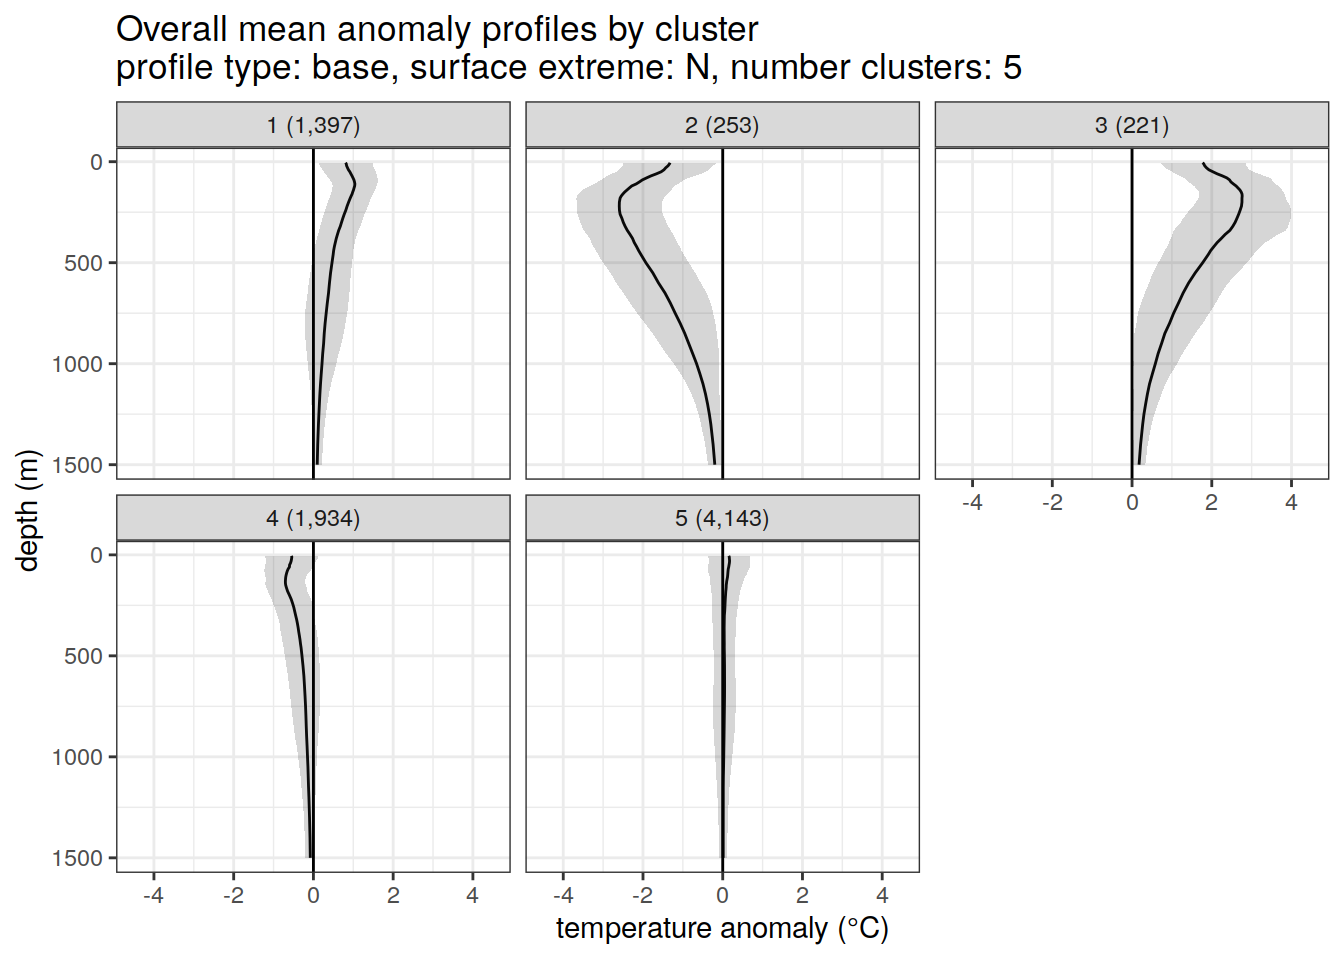 Overall mean anomaly profiles by cluster
profile type: base, surface extreme: N, number clusters: 5
1 (1,397)
2 (253)
3 (221)
0
500
1000
1500
-4 -2 0 2 4
4 (1,934)
5 (4,143)
0
500
1000
1500
-4 -2 0 2 4
-4 -2 0 2 4
depth (m)
temperature anomaly (°C)